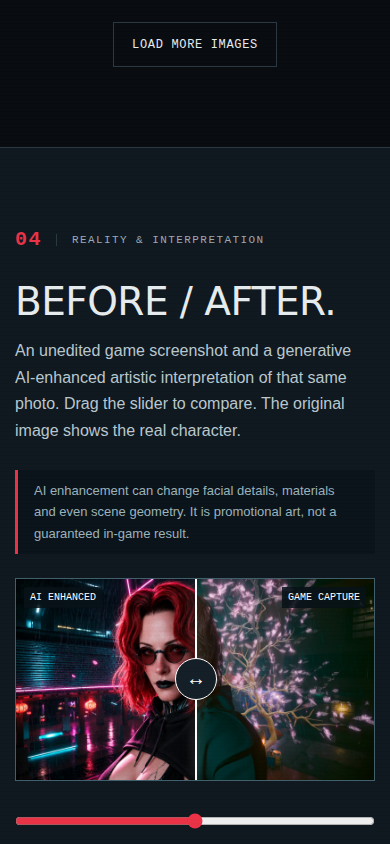 LOAD MORE IMAGES
04
REALITY & INTERPRETATION
BEFORE / AFTER.
An unedited game screenshot and a generative
AI-enhanced artistic interpretation of that same
photo. Drag the slider to compare. The original
image shows the real character.
AI enhancement can change facial details, materials
and even scene geometry. It is promotional art, not a
guaranteed in-game result.
AI ENHANCED
GAME CAPTURE